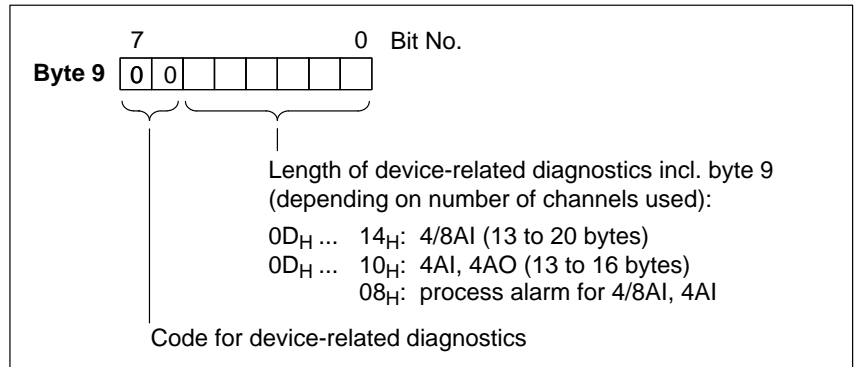 7 0 Bit No.
Byte 9 0 0
Length of device-related diagnostics incl. byte 9
(depending on number of channels used):
0DH ... 14H: 4/8AI (13 to 20 bytes)
0DH ... 10H: 4AI, 4AO (13 to 16 bytes)
08H: process alarm for 4/8AI, 4AI
Code for device-related diagnostics